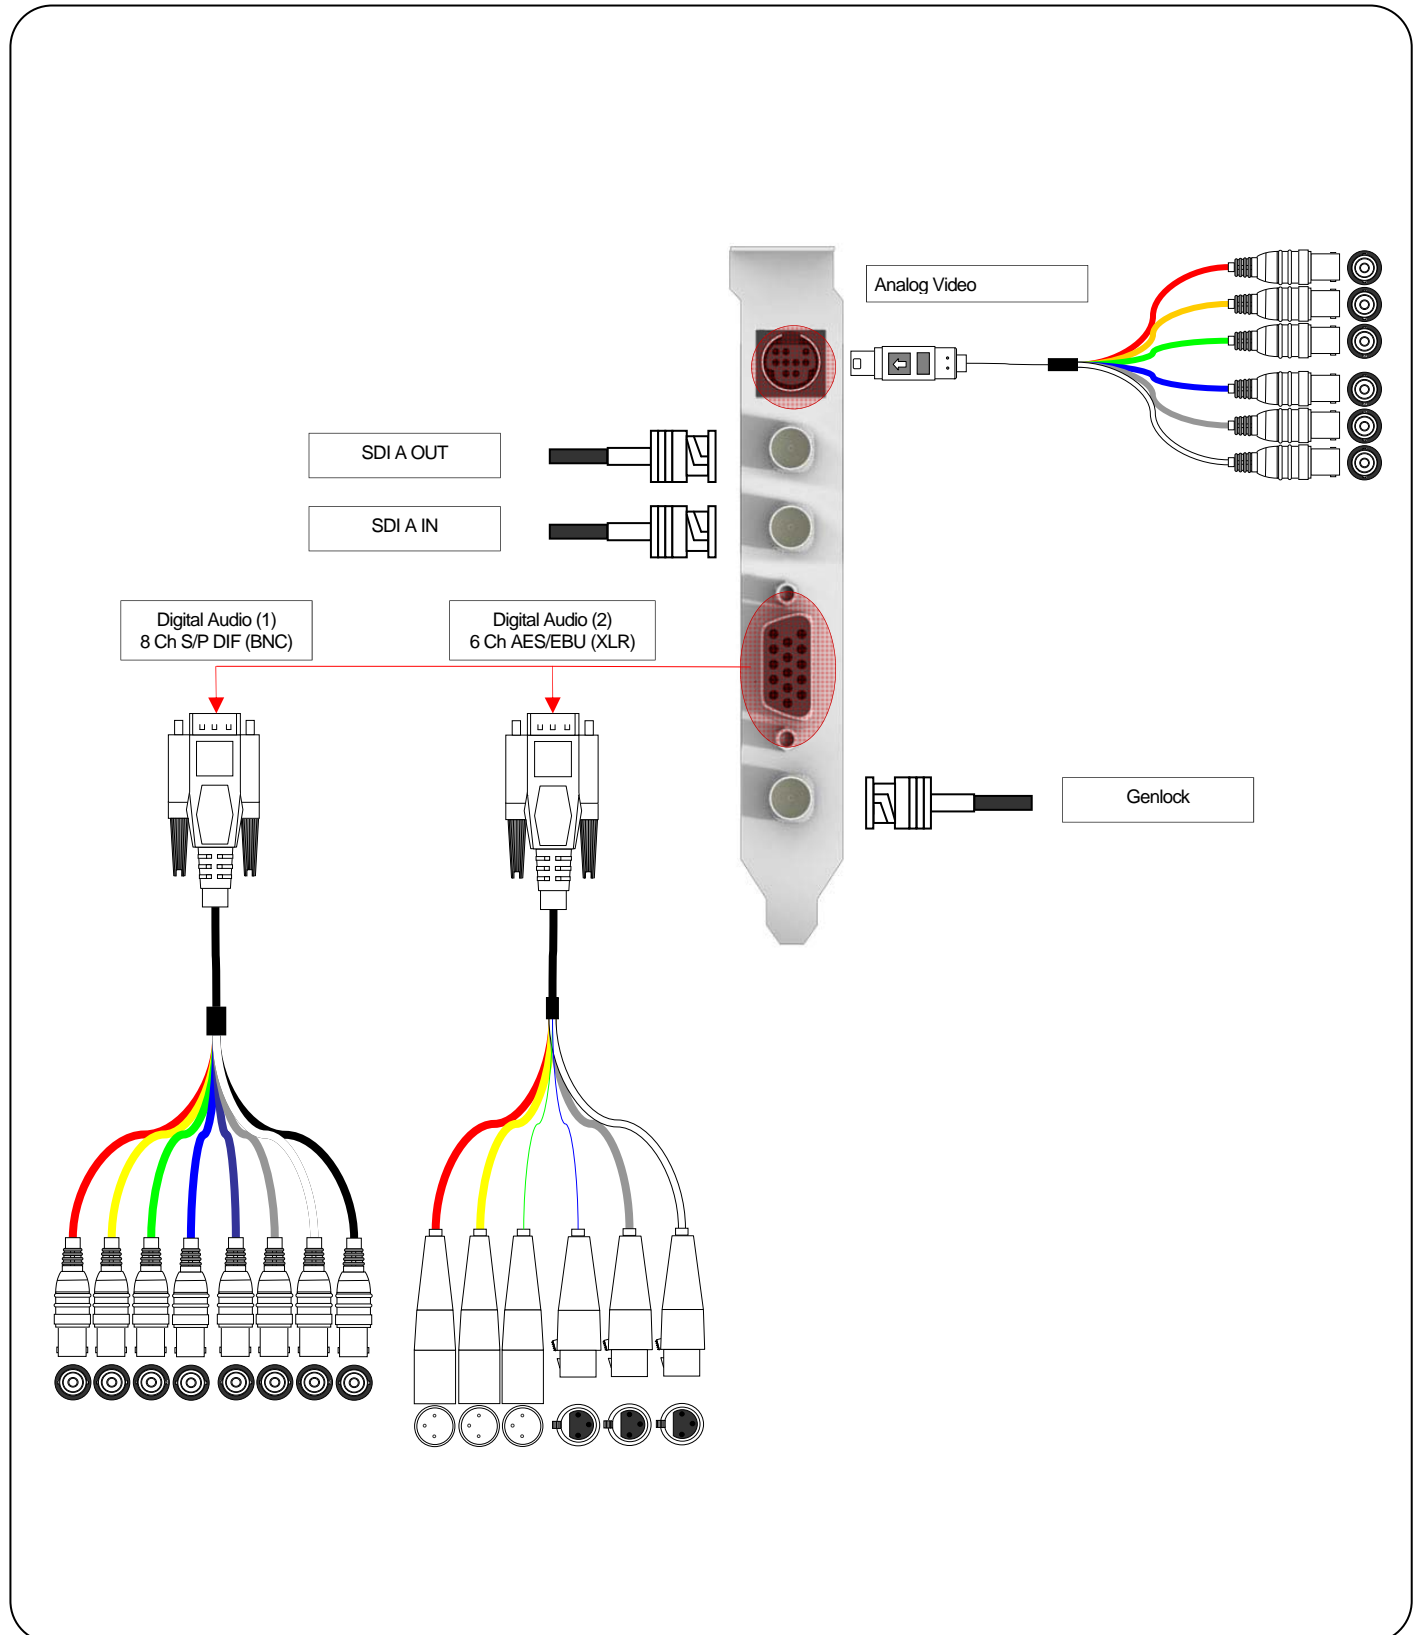 Analog Video
SDI A OUT
SDI A IN
Digital Audio (1)
8 Ch S/P DIF (BNC)
Digital Audio (2)
6 Ch AES/EBU (XLR)
Genlock